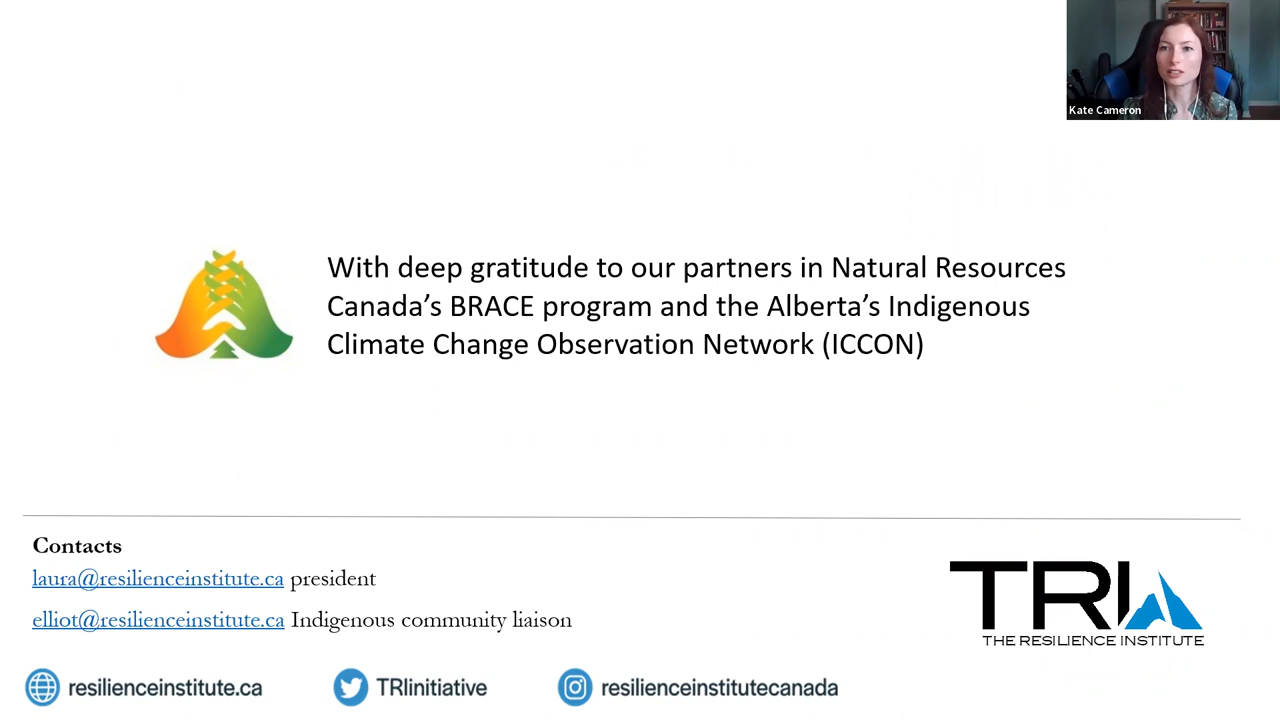 Kate Cameron
With deep gratitude to our partners in Natural Resources
Canada’s BRACE program and the Alberta’s Indigenous
Climate Change Observation Network (ICCON)
Contacts
laura@resilienceinstitute.ca president
elliot@resilienceinstitute.ca Indigenous community liaison
TRI
THE RESILIENCE INSTITUTE
resilienceinstitute.ca TRIinitiative resilienceinstitutecanada